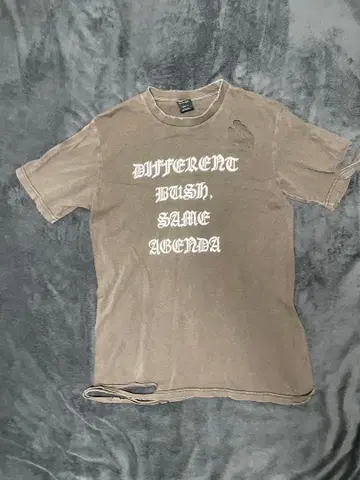 DIFFERENT
BUSH.
SAME
AGENDA